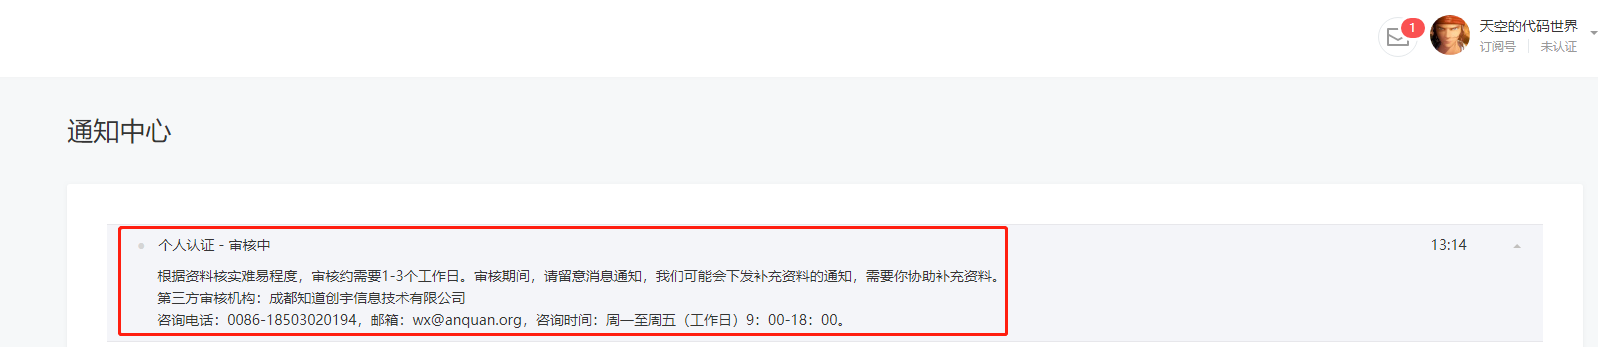 1
天空的代码世界
订阅号 未认证
通知中心
个人认证 - 审核中 13:14
根据资料核实难易程度，审核约需要1-3个工作日。审核期间，请留意消息通知，我们可能会下发补充资料的通知，需要你协助补充资料。
第三方审核机构：成都知道创宇信息技术有限公司
咨询电话：0086-18503020194，邮箱：wx@anquan.org，咨询时间：周一至周五（工作日）9：00-18：00。